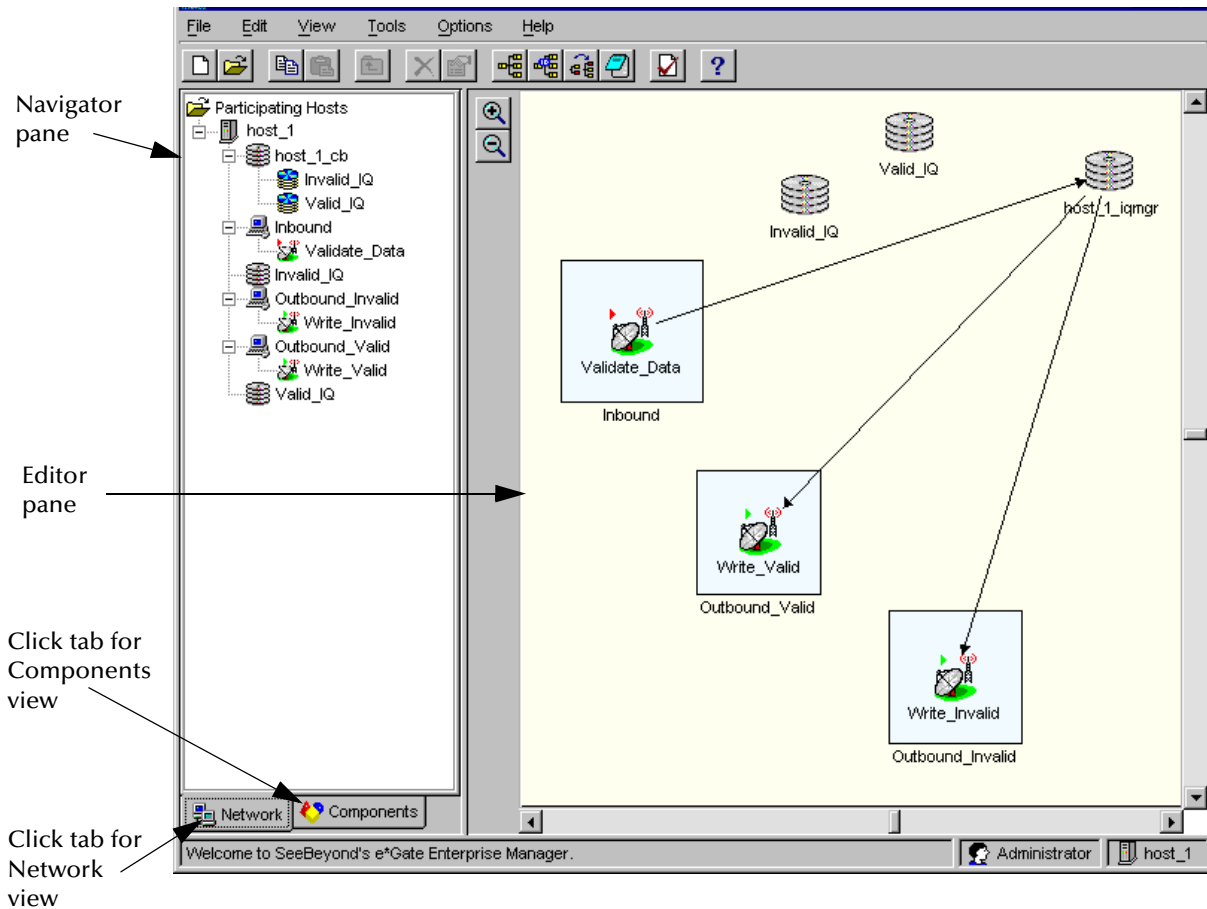 File Edit View Tools Options Help
Navigator
pane
Participating Hosts
host_1
host_1_cb
Invalid_IQ
Valid_IQ
Inbound
Validate_Data
Invalid_IQ
Outbound_Invalid
Write_Invalid
Outbound_Valid
Write_Valid
Valid_IQ
Valid_IQ
host_1_iqmgr
Invalid_IQ
Validate_Data
Inbound
Editor
pane
Write_Valid
Outbound_Valid
Write_Invalid
Outbound_Invalid
Click tab for
Components
view
Network Components
Click tab for
Network
view
Welcome to SeeBeyond's e*Gate Enterprise Manager.
Administrator host_1